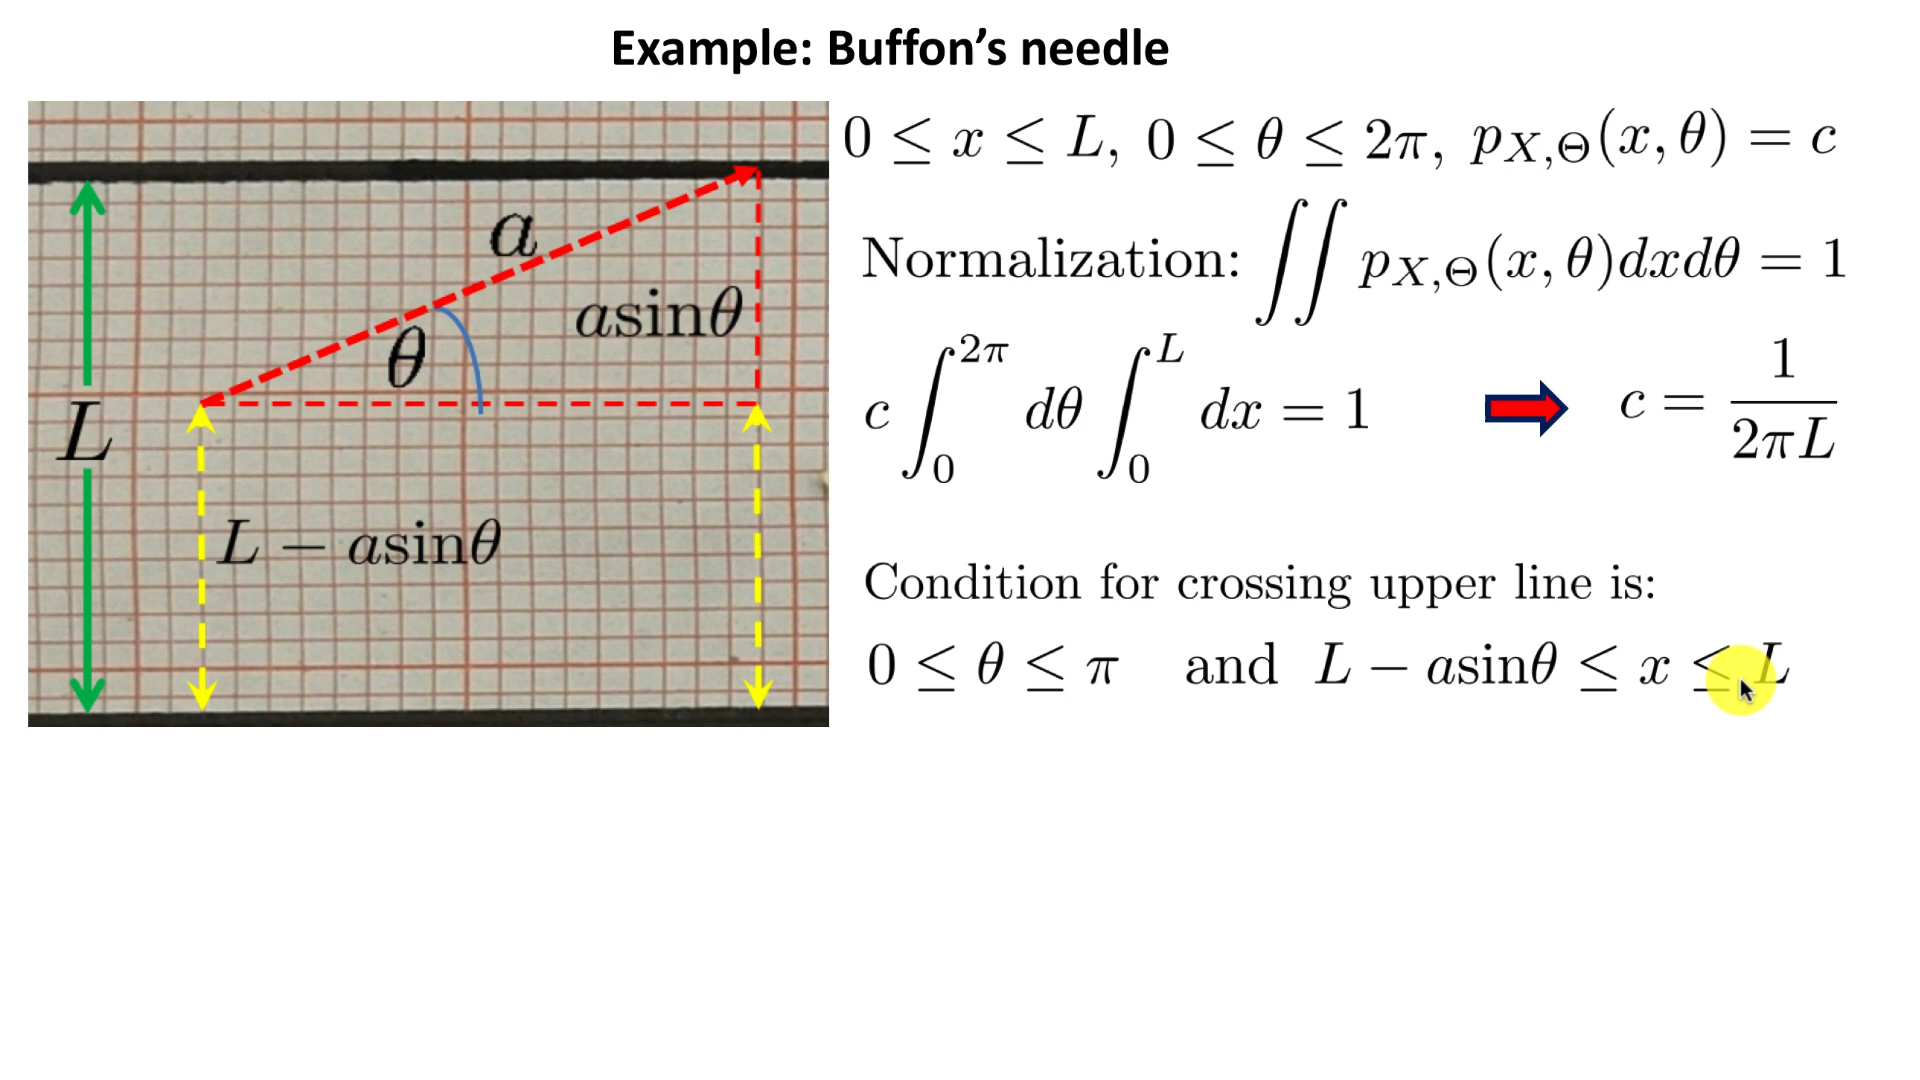 Example: Buffon's needle
0 ≤ x ≤ L, 0 ≤ θ ≤ 2π, p_{X,Θ}(x, θ) = c
Normalization: ∬ p_{X,Θ}(x, θ)dxdθ = 1
c ∫_0^{2π} dθ ∫_0^L dx = 1 c = \frac{1}{2πL}
Condition for crossing upper line is:
0 ≤ θ ≤ π and L − asinθ ≤ x ≤ L
a
asinθ
θ
L
L − asinθ